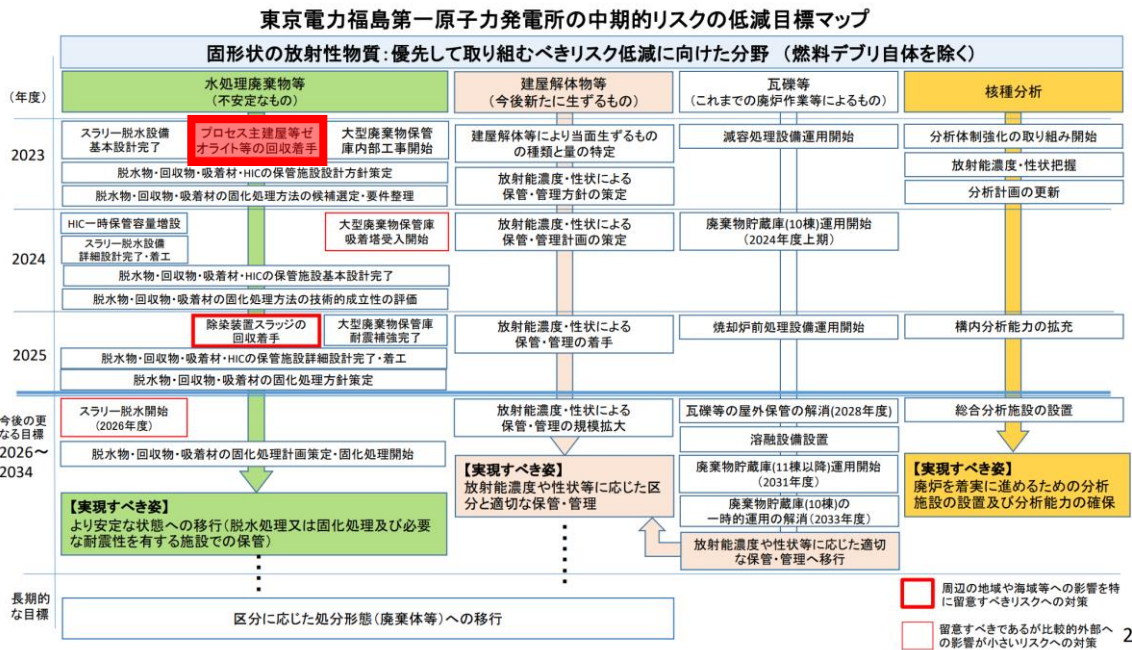 東京電力福島第一原子力発電所の中期的リスクの低減目標マップ
固形状の放射性物質:優先して取り組むべきリスク低減に向けた分野 (燃料デブリ自体を除く)
(年度)
水処理廃棄物等
(不安定なもの)
建屋解体物等
(今後新たに生ずるもの)
瓦礫等
(これまでの廃炉作業等によるもの)
核種分析
2023
スラリー脱水設備
基本設計完了
プロセス主建屋等ゼ
オライト等の回収着手
大型廃棄物保管
庫内部工事開始
脱水物・回収物・吸着材・HICの保管施設設計方針策定
脱水物・回収物・吸着材の固化処理方法の候補選定・要件整理
建屋解体等により当面生ずるもの
の種類と量の特定
放射能濃度・性状による
保管・管理方針の策定
減容処理設備運用開始
分析体制強化の取り組み開始
放射能濃度・性状把握
分析計画の更新
2024
HIC一時保管容量増設
スラリー脱水設備
詳細設計完了・着工
大型廃棄物保管庫
吸着塔受入開始
脱水物・回収物・吸着材・HICの保管施設基本設計完了
脱水物・回収物・吸着材の固化処理方法の技術的成立性の評価
放射能濃度・性状による
保管・管理計画の策定
廃棄物貯蔵庫(10棟)運用開始
(2024年度上期)
2025
除染装置スラッジの
回収着手
大型廃棄物保管庫
耐震補強完了
脱水物・回収物・吸着材・HICの保管施設詳細設計完了・着工
脱水物・回収物・吸着材の固化処理方針策定
放射能濃度・性状による
保管・管理の着手
焼却炉前処理設備運用開始
構内分析能力の拡充
今後の更
なる目標
2026～
2034
スラリー脱水開始
(2026年度)
脱水物・回収物・吸着材の固化処理計画策定・固化処理開始
【実現すべき姿】
より安定な状態への移行(脱水処理又は固化処理及び必要
な耐震性を有する施設での保管)
放射能濃度・性状による
保管・管理の規模拡大
【実現すべき姿】
放射能濃度や性状等に応じた区
分と適切な保管・管理
瓦礫等の屋外保管の解消(2028年度)
溶融設備設置
廃棄物貯蔵庫(11棟以降)運用開始
(2031年度)
廃棄物貯蔵庫(10棟)の
一時的運用の解消(2033年度)
放射能濃度や性状等に応じた適切
な保管・管理へ移行
総合分析施設の設置
【実現すべき姿】
廃炉を着実に進めるための分析
施設の設置及び分析能力の確保
長期的
な目標
区分に応じた処分形態(廃棄体等)への移行
周辺の地域や海域等への影響を特
に留意すべきリスクへの対策
留意すべきであるが比較的外部へ
の影響が小さいリスクへの対策
2